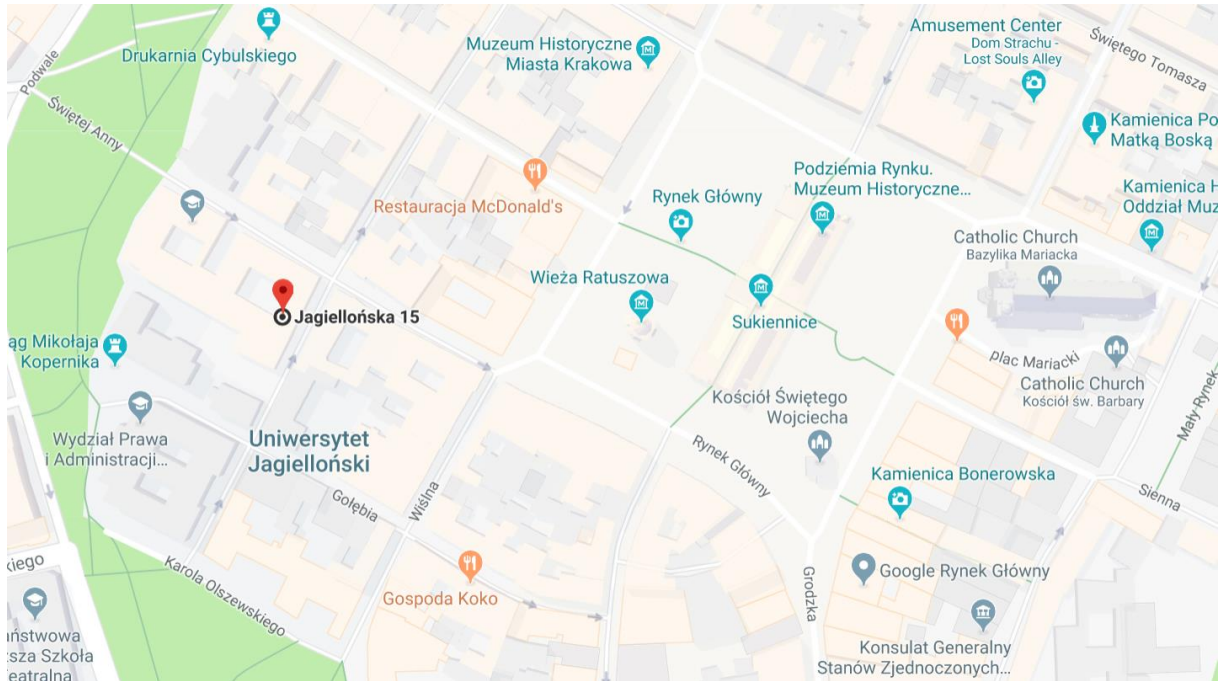 Drukarnia Cybulskiego
Podwale
Świętej Anny
Muzeum Historyczne
Miasta Krakowa
Amusement Center
Dom Strachu -
Lost Souls Alley
Świętego Tomasza
Kamienica Po
Matką Boską
Restauracja McDonald's
Rynek Główny
Podziemia Rynku.
Muzeum Historyczne...
Kamienica H
Oddział Muz
Catholic Church
Bazylika Mariacka
Wieża Ratuszowa
Jagiellońska 15
Sukiennice
ąg Mikołaja
Kopernika
plac Mariacki
Catholic Church
Kościół św. Barbary
Mały Rynek
Kościół Świętego
Wojciecha
Wydział Prawa
i Administracji...
Uniwersytet
Jagielloński
Rynek Główny
Kamienica Bonerowska
Sienna
Gołębia
Wiślna
Karola Olszewskiego
kiego
Gospoda Koko
Grodzka
Google Rynek Główny
aństwowa
ższa Szkoła
eatralna
Konsulat Generalny
Stanów Zjednoczonych...